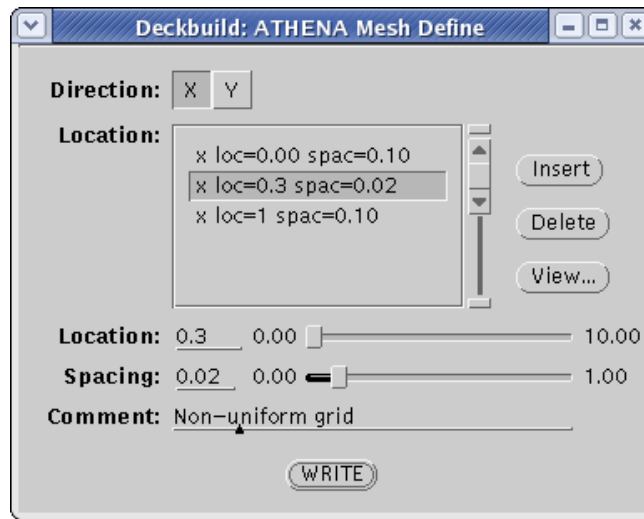 Deckbuild: ATHENA Mesh Define
Direction: X Y
Location:
x loc=0.00 spac=0.10
x loc=0.3 spac=0.02
x loc=1 spac=0.10
Insert
Delete
View...
Location: 0.3 0.00 10.00
Spacing: 0.02 0.00 1.00
Comment: Non-uniform grid
WRITE